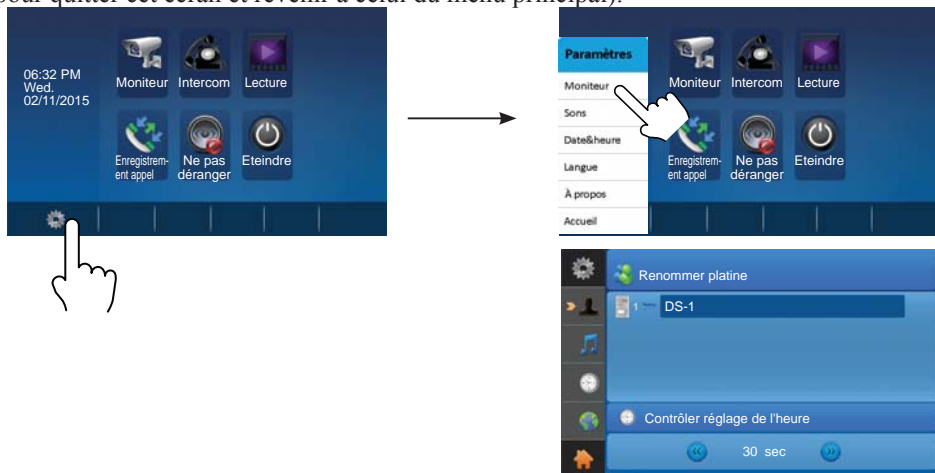 pour quitter cet écran et revenir à celui du menu principal).
06:32 PM
Wed.
02/11/2015
Moniteur
Intercom
Lecture
Enregistrem-
ent appel
Ne pas
déranger
Eteindre
Paramètres
Moniteur
Sons
Date&heure
Langue
À propos
Accueil
Moniteur
Intercom
Lecture
Enregistrem-
ent appel
Ne pas
déranger
Eteindre
Renommer platine
1
DS-1
Contrôler réglage de l'heure
30 sec